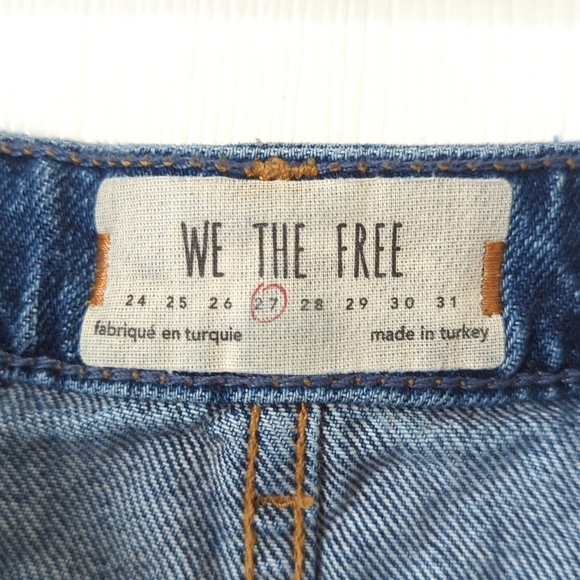 WE THE FREE
24 25 26 27 28 29 30 31
fabriqué en turquie made in turkey